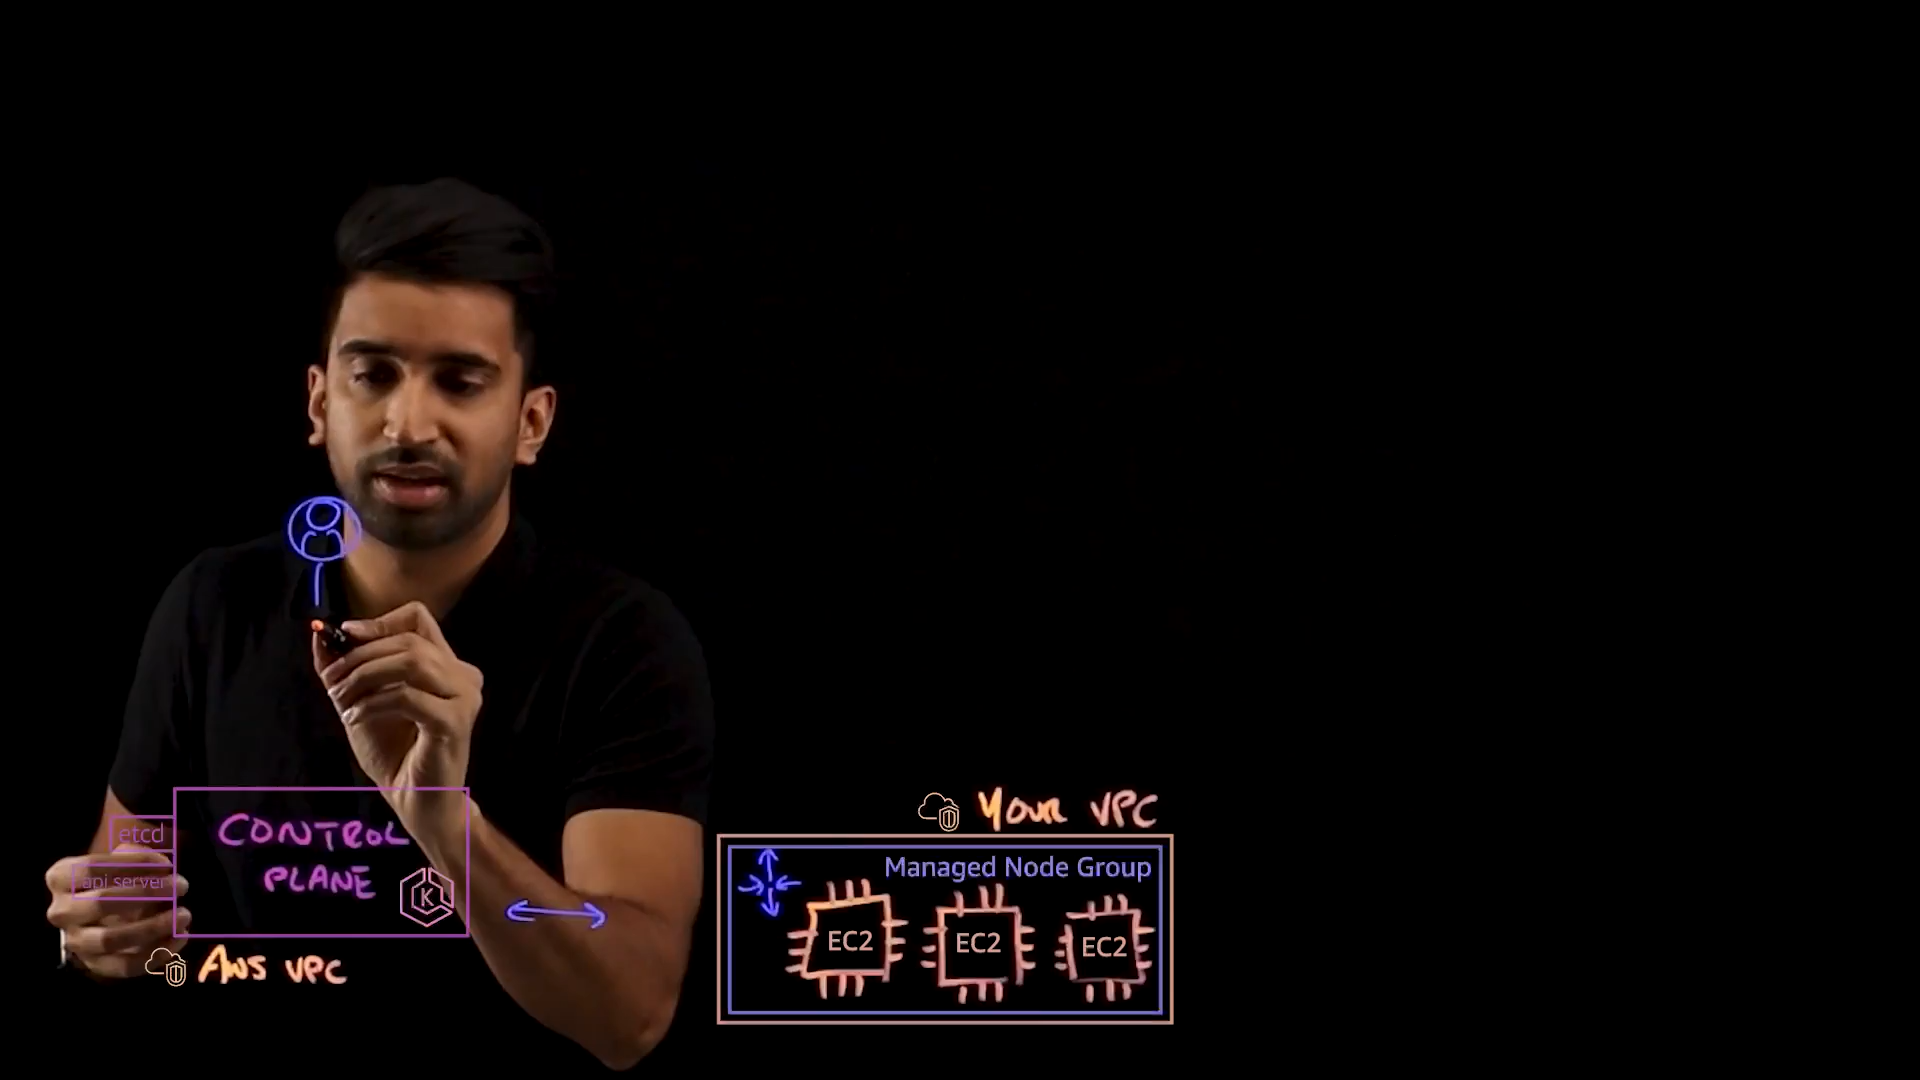 etcd
api server
CONTROL
PLANE
K
AWS VPC
Your VPC
Managed Node Group
EC2
EC2
EC2